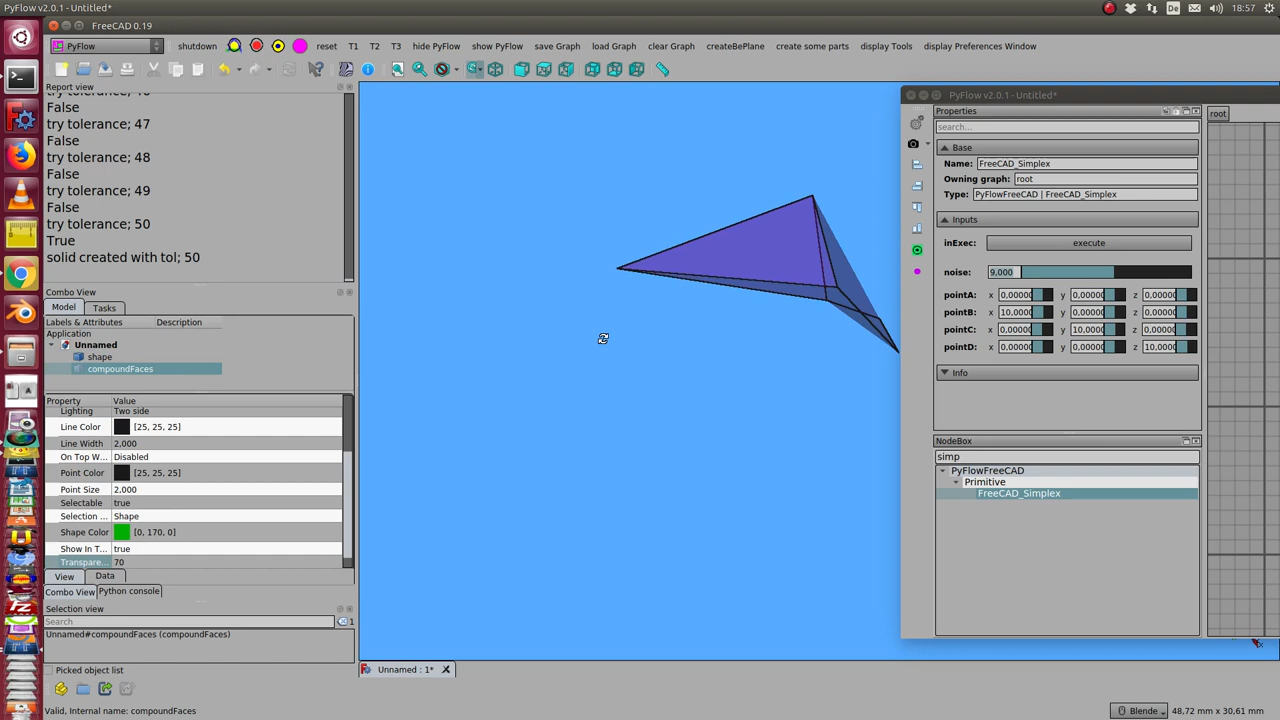 PyFlow v2.0.1 - Untitled*
De
18:57
FreeCAD 0.19
PyFlow
shutdown
reset
T1
T2
T3
hide PyFlow
show PyFlow
save Graph
load Graph
clear Graph
createBePlane
create some parts
display Tools
display Preferences Window
Report view
False
try tolerance; 47
False
try tolerance; 48
False
try tolerance; 49
False
try tolerance; 50
True
solid created with tol; 50
Combo View
Model
Tasks
Labels & Attributes
Description
Application
Unnamed
shape
compoundFaces
Property
Value
Lighting
Two side
Line Color
[25, 25, 25]
Line Width
2,000
On Top W...
Disabled
Point Color
[25, 25, 25]
Point Size
2,000
Selectable
true
Selection ...
Shape
Shape Color
[0, 170, 0]
Show In T...
true
Transpare...
70
View
Data
Combo View
Python console
Selection view
Search
1
Unnamed#compoundFaces (compoundFaces)
Picked object list
Valid, Internal name: compoundFaces
Unnamed : 1*
PyFlow v2.0.1 - Untitled*
Properties
search...
Base
Name:
FreeCAD_Simplex
Owning graph:
root
Type:
PyFlowFreeCAD | FreeCAD_Simplex
Inputs
inExec:
execute
noise:
9,000
pointA: x 0,0000 y 0,0000 z 0,0000
pointB: x 10,000 y 0,0000 z 0,0000
pointC: x 0,0000 y 10,000 z 0,0000
pointD: x 0,0000 y 0,0000 z 10,000
Info
NodeBox
simp
PyFlowFreeCAD
Primitive
FreeCAD_Simplex
root
Blende
48,72 mm x 30,61 mm